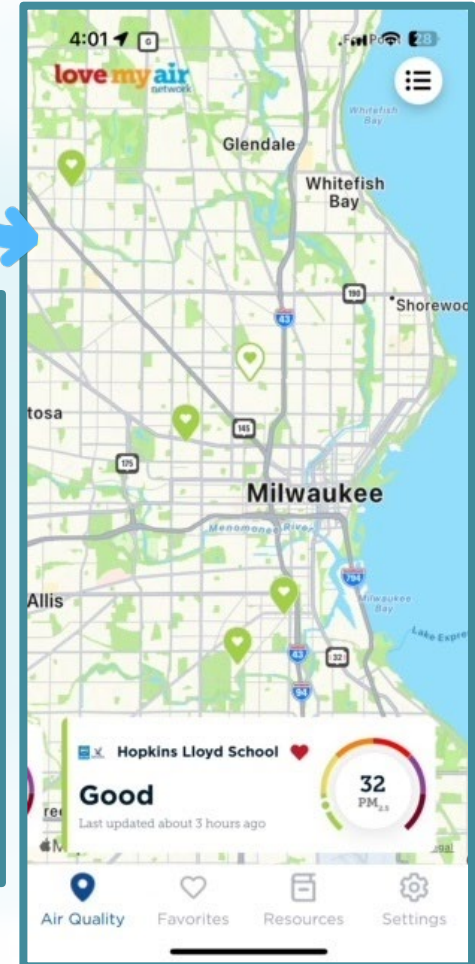 4:01
G
28
love my air
network
Whitefish
Bay
Glendale
Whitefish
Bay
190
Shorewoo
43
tosa
145
175
Milwaukee
Menomonee River
794
Allis
Milwaukee
Bay
Lake Expre
43
32
94
Hopkins Lloyd School
Good
Last updated about 3 hours ago
32
PM2.5
Air Quality
Favorites
Resources
Settings